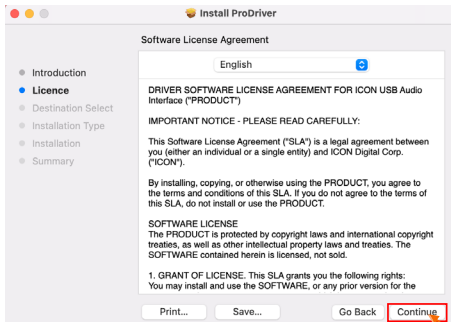 Install ProDriver
Software License Agreement
English
Introduction
Licence
Destination Select
Installation Type
Installation
Summary
DRIVER SOFTWARE LICENSE AGREEMENT FOR ICON USB Audio
Interface ("PRODUCT")
IMPORTANT NOTICE - PLEASE READ CAREFULLY:
This Software License Agreement ("SLA") is a legal agreement between
you (either an individual or a single entity) and ICON Digital Corp.
("ICON").
By installing, copying, or otherwise using the PRODUCT, you agree to
the terms and conditions of this SLA. If you do not agree to the terms of
this SLA, do not install or use the PRODUCT.
SOFTWARE LICENSE
The PRODUCT is protected by copyright laws and international copyright
treaties, as well as other intellectual property laws and treaties. The
SOFTWARE contained herein is licensed, not sold.
1. GRANT OF LICENSE. This SLA grants you the following rights:
You may install and use the SOFTWARE, or any prior version for the
Print...
Save...
Go Back
Continue